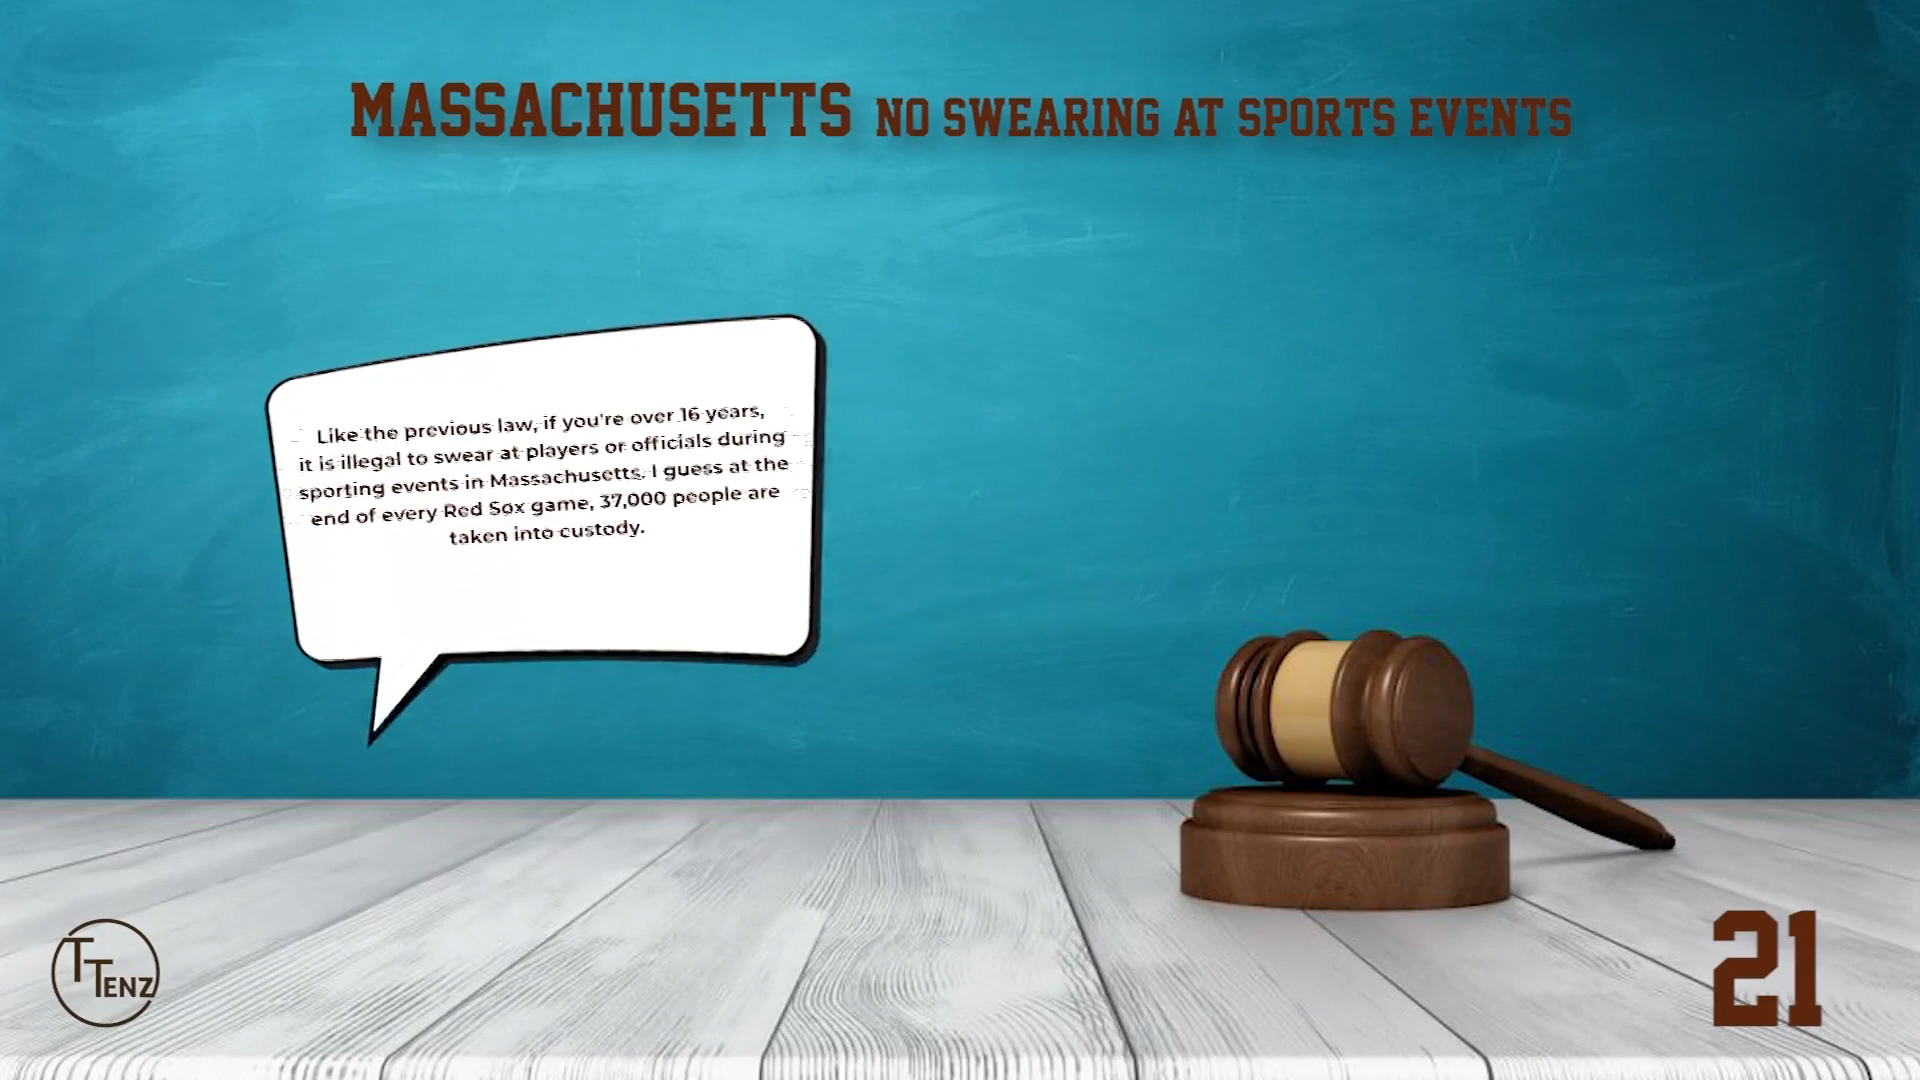 MASSACHUSETTS NO SWEARING AT SPORTS EVENTS
Like the previous law, if you're over 16 years,
it is illegal to swear at players or officials during
sporting events in Massachusetts. I guess at the
end of every Red Sox game, 37,000 people are
taken into custody.
TTENZ
21